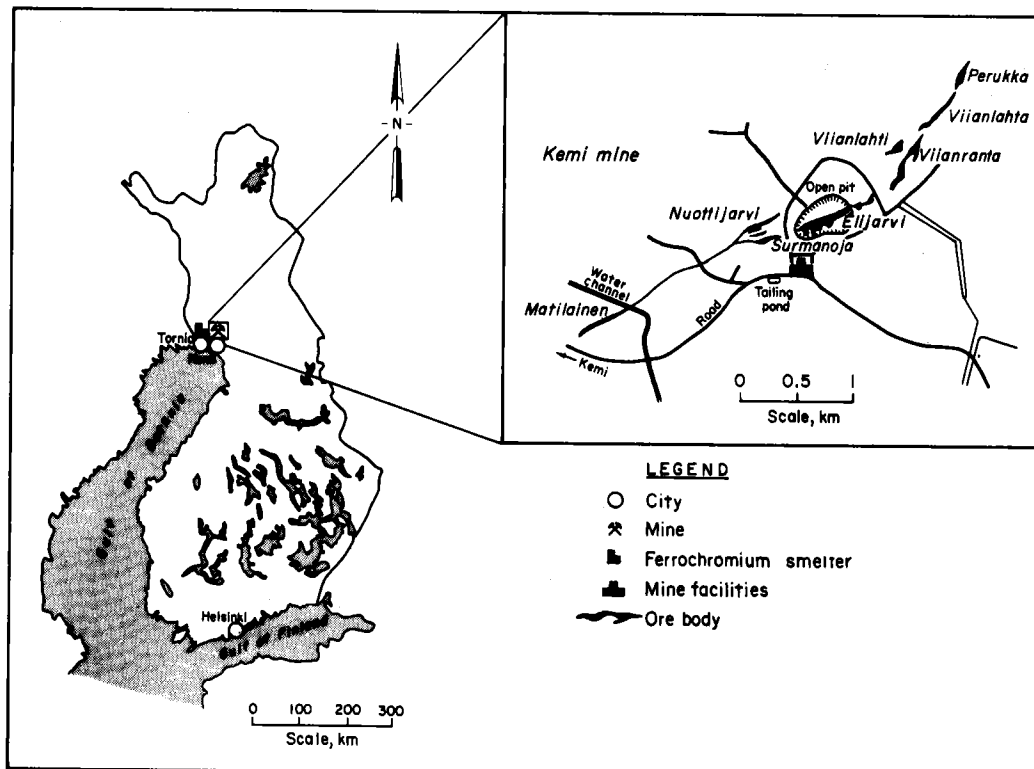 N
Tornio
Kemi
Gulf of Bothnia
Helsinki
Gulf of Finland
0 100 200 300
Scale, km
Kemi mine
Perukka
Viianlahta
Viianlahti
Viianranta
Open pit
Nuottijarvi
Elijarvi
Surmanoja
Water
channel
Matilainen
Tailing
pond
Road
Kemi
0 0.5 1
Scale, km
LEGEND
City
Mine
Ferrochromium smelter
Mine facilities
Ore body